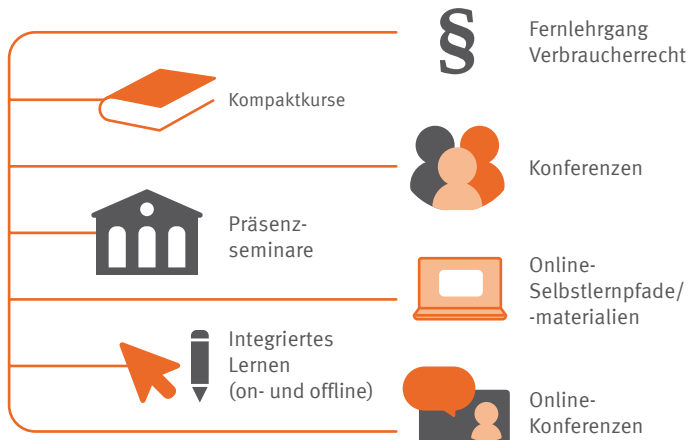 §
Fernlehrgang
Verbraucherrecht
Kompaktkurse
Konferenzen
Präsenz-
seminare
Online-
Selbstlernpfade/
-materialien
Integriertes
Lernen
(on- und offline)
Online-
Konferenzen